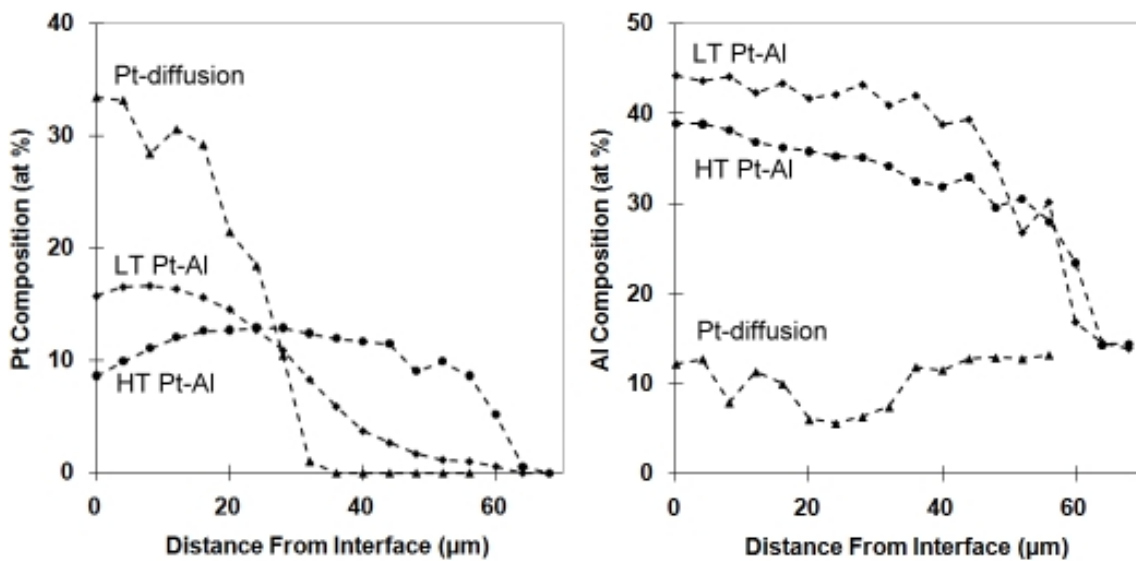 40
Pt-diffusion
30
Pt Composition (at %)
20
LT Pt-Al
10
HT Pt-Al
0
0 20 40 60
Distance From Interface (µm)
50
LT Pt-Al
40
HT Pt-Al
30
Al Composition (at %)
20
Pt-diffusion
10
0
0 20 40 60
Distance From Interface (µm)